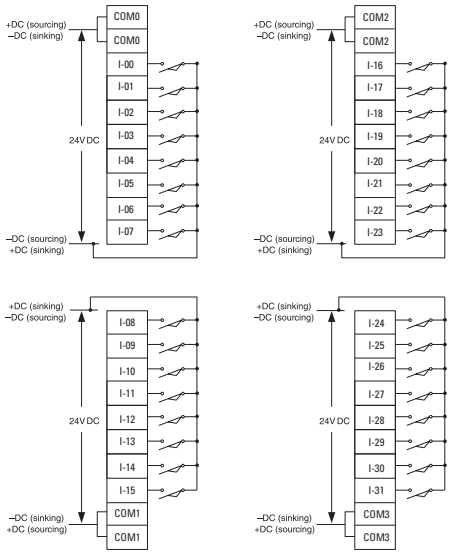 +DC (sourcing)
–DC (sinking)
COM0
COM0
I-00
I-01
I-02
I-03
24V DC
I-04
I-05
I-06
I-07
–DC (sourcing)
+DC (sinking)
+DC (sourcing)
–DC (sinking)
COM2
COM2
I-16
I-17
I-18
I-19
24V DC
I-20
I-21
I-22
I-23
–DC (sourcing)
+DC (sinking)
+DC (sinking)
–DC (sourcing)
I-08
I-09
I-10
I-11
24V DC
I-12
I-13
I-14
I-15
–DC (sinking)
+DC (sourcing)
COM1
COM1
+DC (sinking)
–DC (sourcing)
I-24
I-25
I-26
I-27
24V DC
I-28
I-29
I-30
I-31
–DC (sinking)
+DC (sourcing)
COM3
COM3